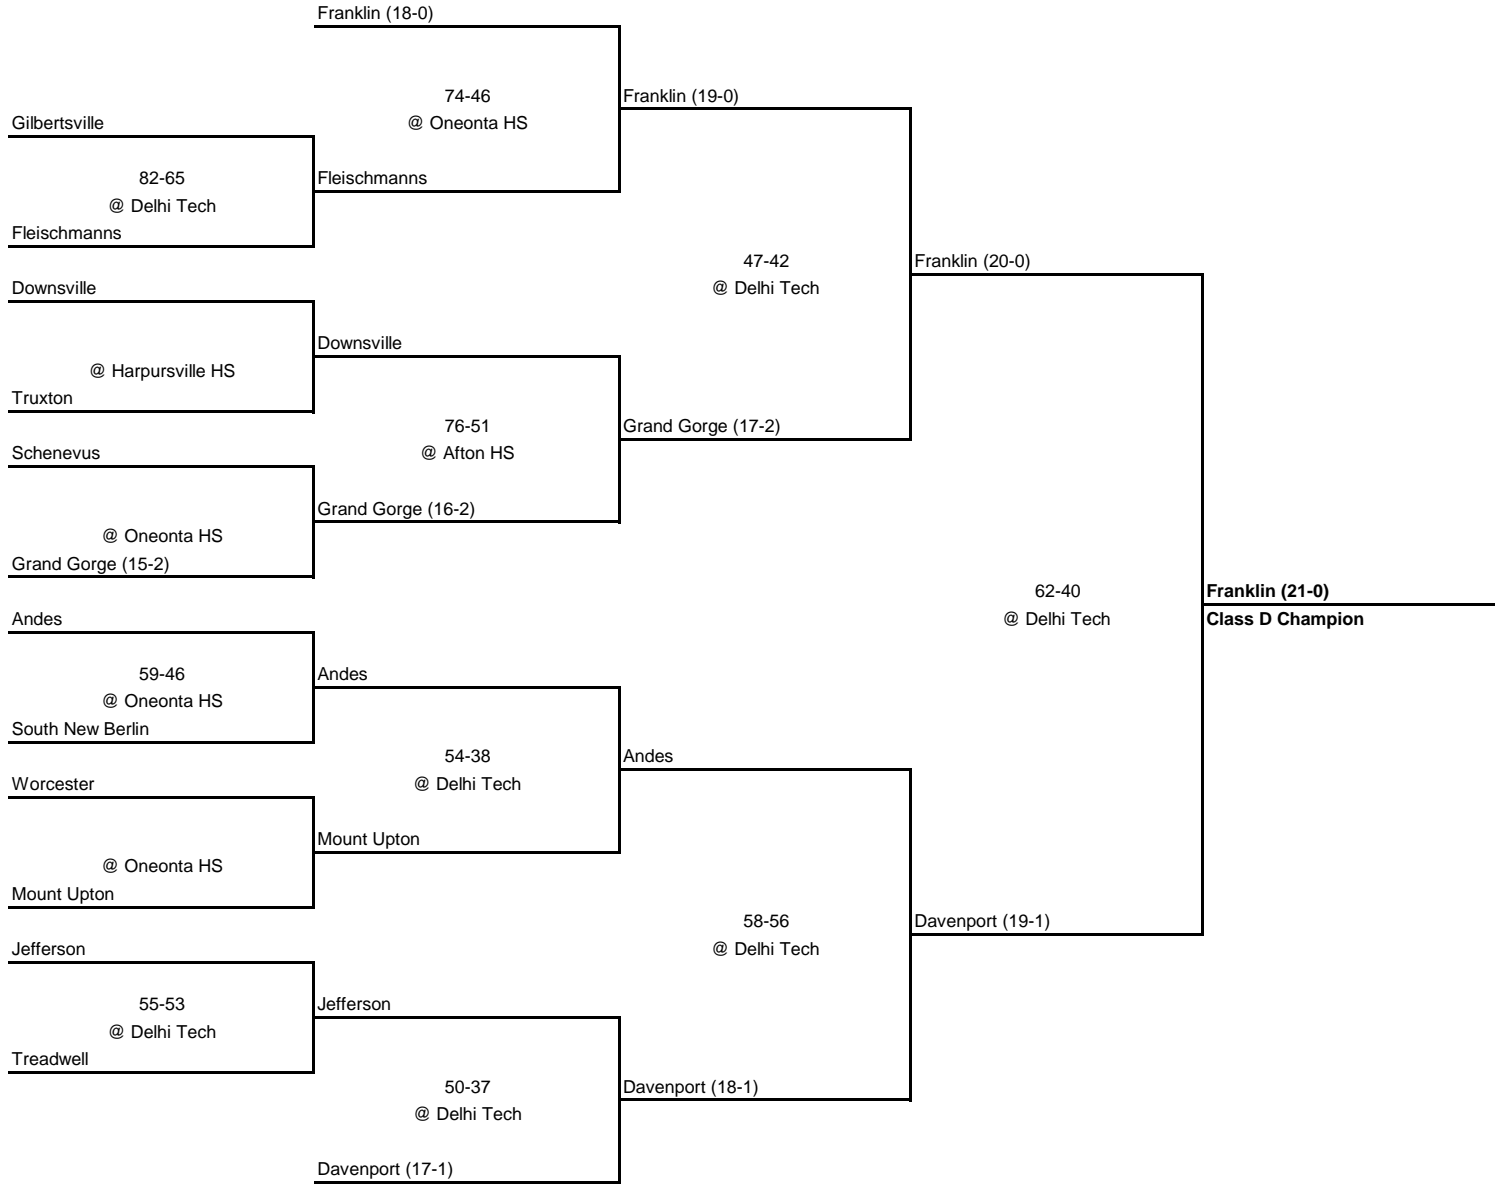 Franklin (18-0)
74-46
@ Oneonta HS
Franklin (19-0)
Gilbertsville
82-65
@ Delhi Tech
Fleischmanns
Fleischmanns
47-42
@ Delhi Tech
Franklin (20-0)
Downsville
@ Harpursville HS
Downsville
Truxton
76-51
@ Afton HS
Grand Gorge (17-2)
Schenevus
@ Oneonta HS
Grand Gorge (16-2)
Grand Gorge (15-2)
62-40
@ Delhi Tech
Franklin (21-0)
Class D Champion
Andes
59-46
@ Oneonta HS
Andes
South New Berlin
54-38
@ Delhi Tech
Andes
Worcester
@ Oneonta HS
Mount Upton
Mount Upton
58-56
@ Delhi Tech
Davenport (19-1)
Jefferson
55-53
@ Delhi Tech
Jefferson
Treadwell
50-37
@ Delhi Tech
Davenport (18-1)
Davenport (17-1)